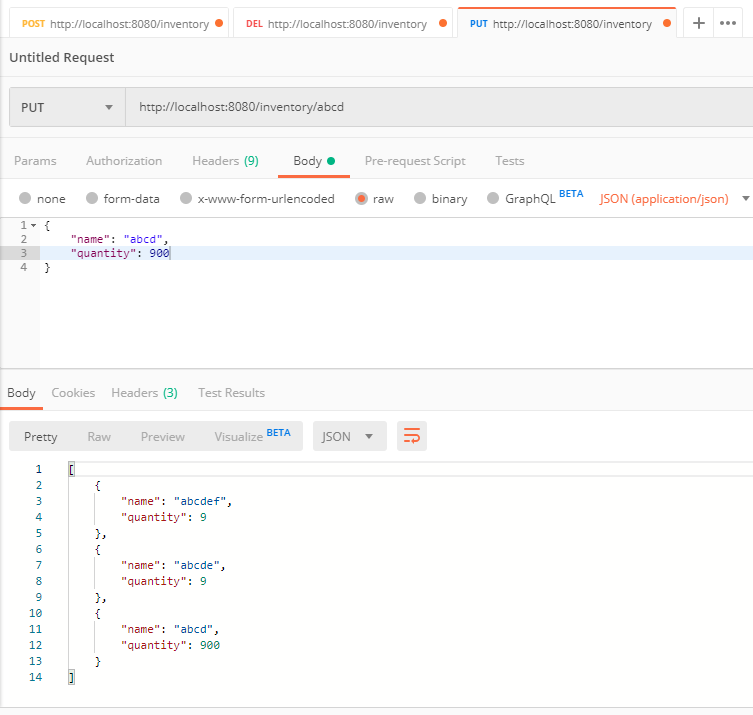 POST http://localhost:8080/inventory DEL http://localhost:8080/inventory PUT http://localhost:8080/inventory + •••
Untitled Request
PUT http://localhost:8080/inventory/abcd
Params Authorization Headers (9) Body Pre-request Script Tests
none form-data x-www-form-urlencoded raw binary GraphQL BETA JSON (application/json)
1 {
2 "name": "abcd",
3 "quantity": 900
4 }
Body Cookies Headers (3) Test Results
Pretty Raw Preview Visualize BETA JSON
1 [
2 {
3 "name": "abcdef",
4 "quantity": 9
5 },
6 {
7 "name": "abcde",
8 "quantity": 9
9 },
10 {
11 "name": "abcd",
12 "quantity": 900
13 }
14 ]